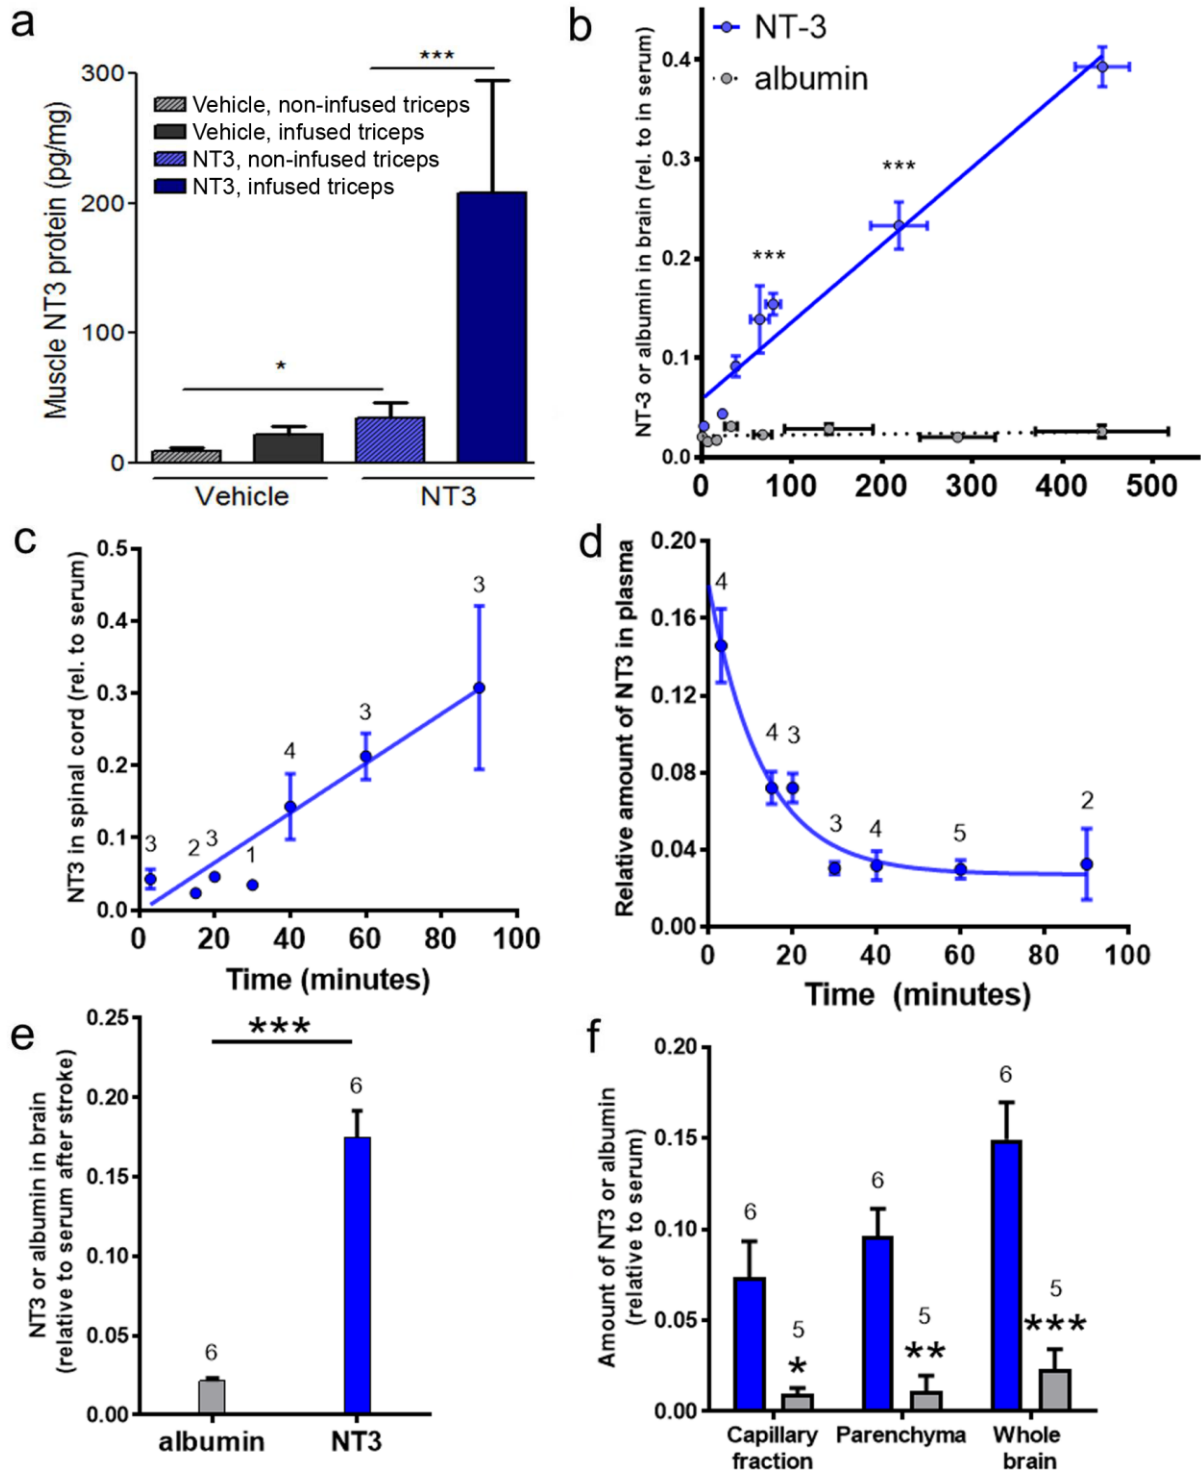 a
***
300
Vehicle, non-infused triceps
Vehicle, infused triceps
NT3, non-infused triceps
NT3, infused triceps
200
100
0
*
Muscle NT3 protein (pg/mg)
Vehicle
NT3
b
NT-3
albumin
0.4
0.3
0.2
0.1
0.0
***
***
NT-3 or albumin in brain (rel. to in serum)
0 100 200 300 400 500
c
0.5
0.4
0.3
0.2
0.1
0.0
NT3 in spinal cord (rel. to serum)
3
2
3
1
4
3
3
0 20 40 60 80 100
Time (minutes)
d
0.20
0.16
0.12
0.08
0.04
0.00
Relative amount of NT3 in plasma
4
4
3
3
4
5
2
0 20 40 60 80 100
Time (minutes)
e
0.25
0.20
0.15
0.10
0.05
0.00
NT3 or albumin in brain
(relative to serum after stroke)
***
6
6
albumin
NT3
f
0.20
0.15
0.10
0.05
0.00
Amount of NT3 or albumin
(relative to serum)
6
5
*
6
5
**
6
5
***
Capillary
fraction
Parenchyma
Whole
brain